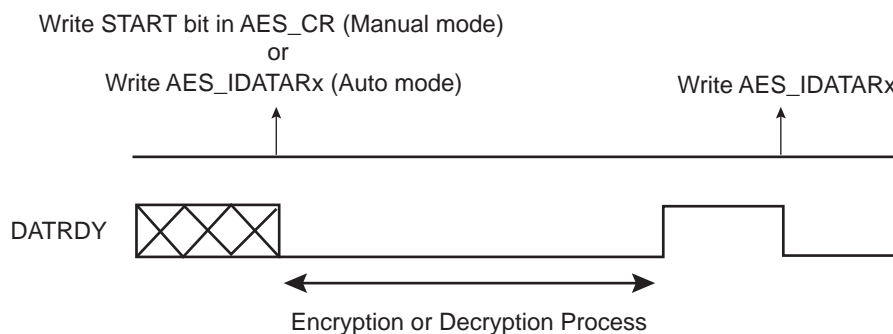 Write START bit in AES_CR (Manual mode)
or
Write AES_IDATARx (Auto mode)
Write AES_IDATARx
DATRDY
Encryption or Decryption Process